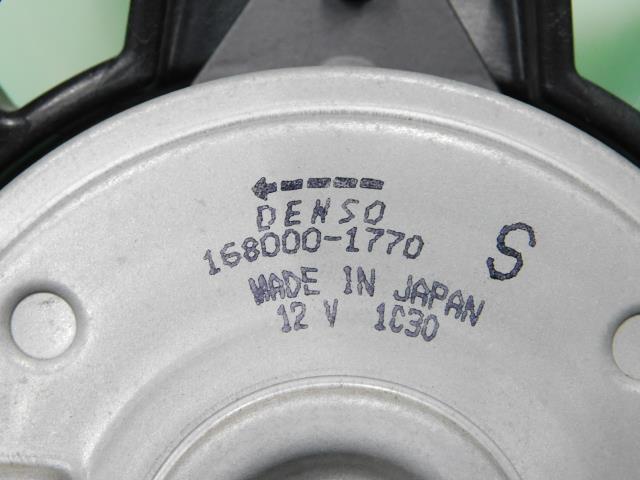 DENSO
168000-1770
S
MADE IN JAPAN
12 V 1C30